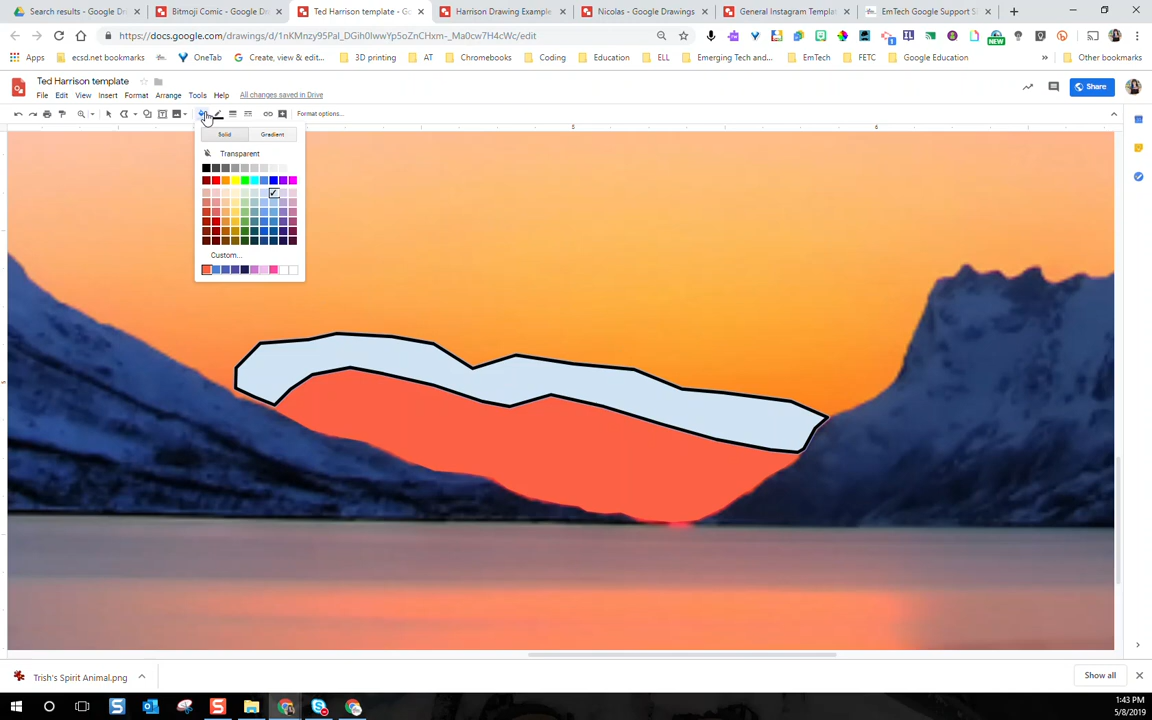 Search results - Google Dr
Bitmoji Comic - Google Dr
Ted Harrison template - Go
Harrison Drawing Example
Nicolas - Google Drawings
General Instagram Templa
EmTech Google Support S
https://docs.google.com/drawings/d/1nKMnzy95Pal_DGih0IwwYp5oZnCHxm-_Ma0cw7H4cWc/edit
Apps
ecsd.net bookmarks
OneTab
Create, view & edit...
3D printing
AT
Chromebooks
Coding
Education
ELL
Emerging Tech and...
EmTech
FETC
Google Education
Other bookmarks
Ted Harrison template
File Edit View Insert Format Arrange Tools Help All changes saved in Drive
Share
Format options...
Solid
Gradient
Transparent
Custom...
5
6
Trish's Spirit Animal.png
Show all
1:43 PM
5/8/2019